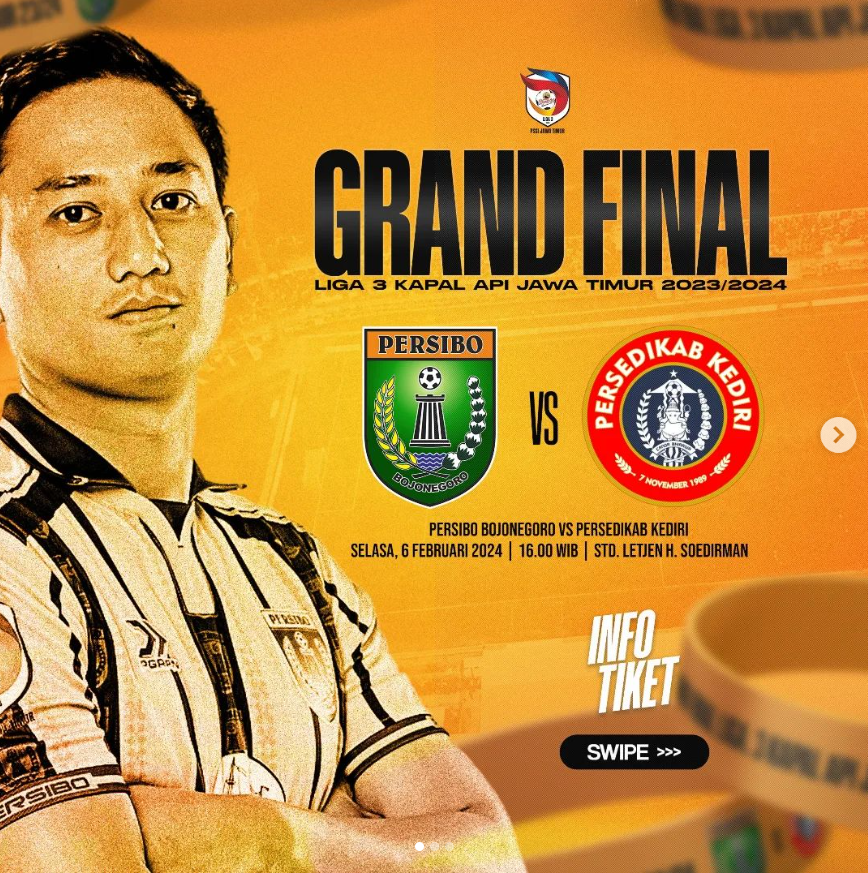 LIGA 3
PSSI JAWA TIMUR
GRAND FINAL
LIGA 3 KAPAL API JAWA TIMUR 2023/2024
PERSIBO
BOJONEGORO
VS
PERSEDIKAB KEDIRI
7 NOVEMBER 1989
PERSIBO BOJONEGORO VS PERSEDIKAB KEDIRI
SELASA, 6 FEBRUARI 2024 | 16.00 WIB | STD. LETJEN H. SOEDIRMAN
PERSIBO
INFO
TIKET
SWIPE >>>